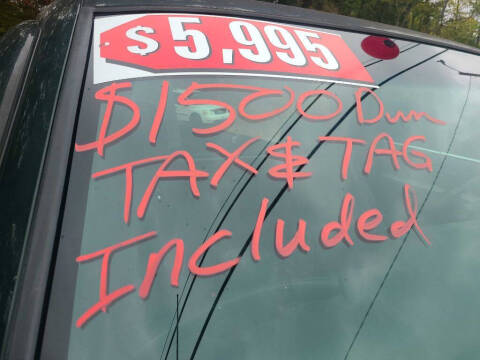 $5,995
$1500 Dwn
TAX & TAG
Included